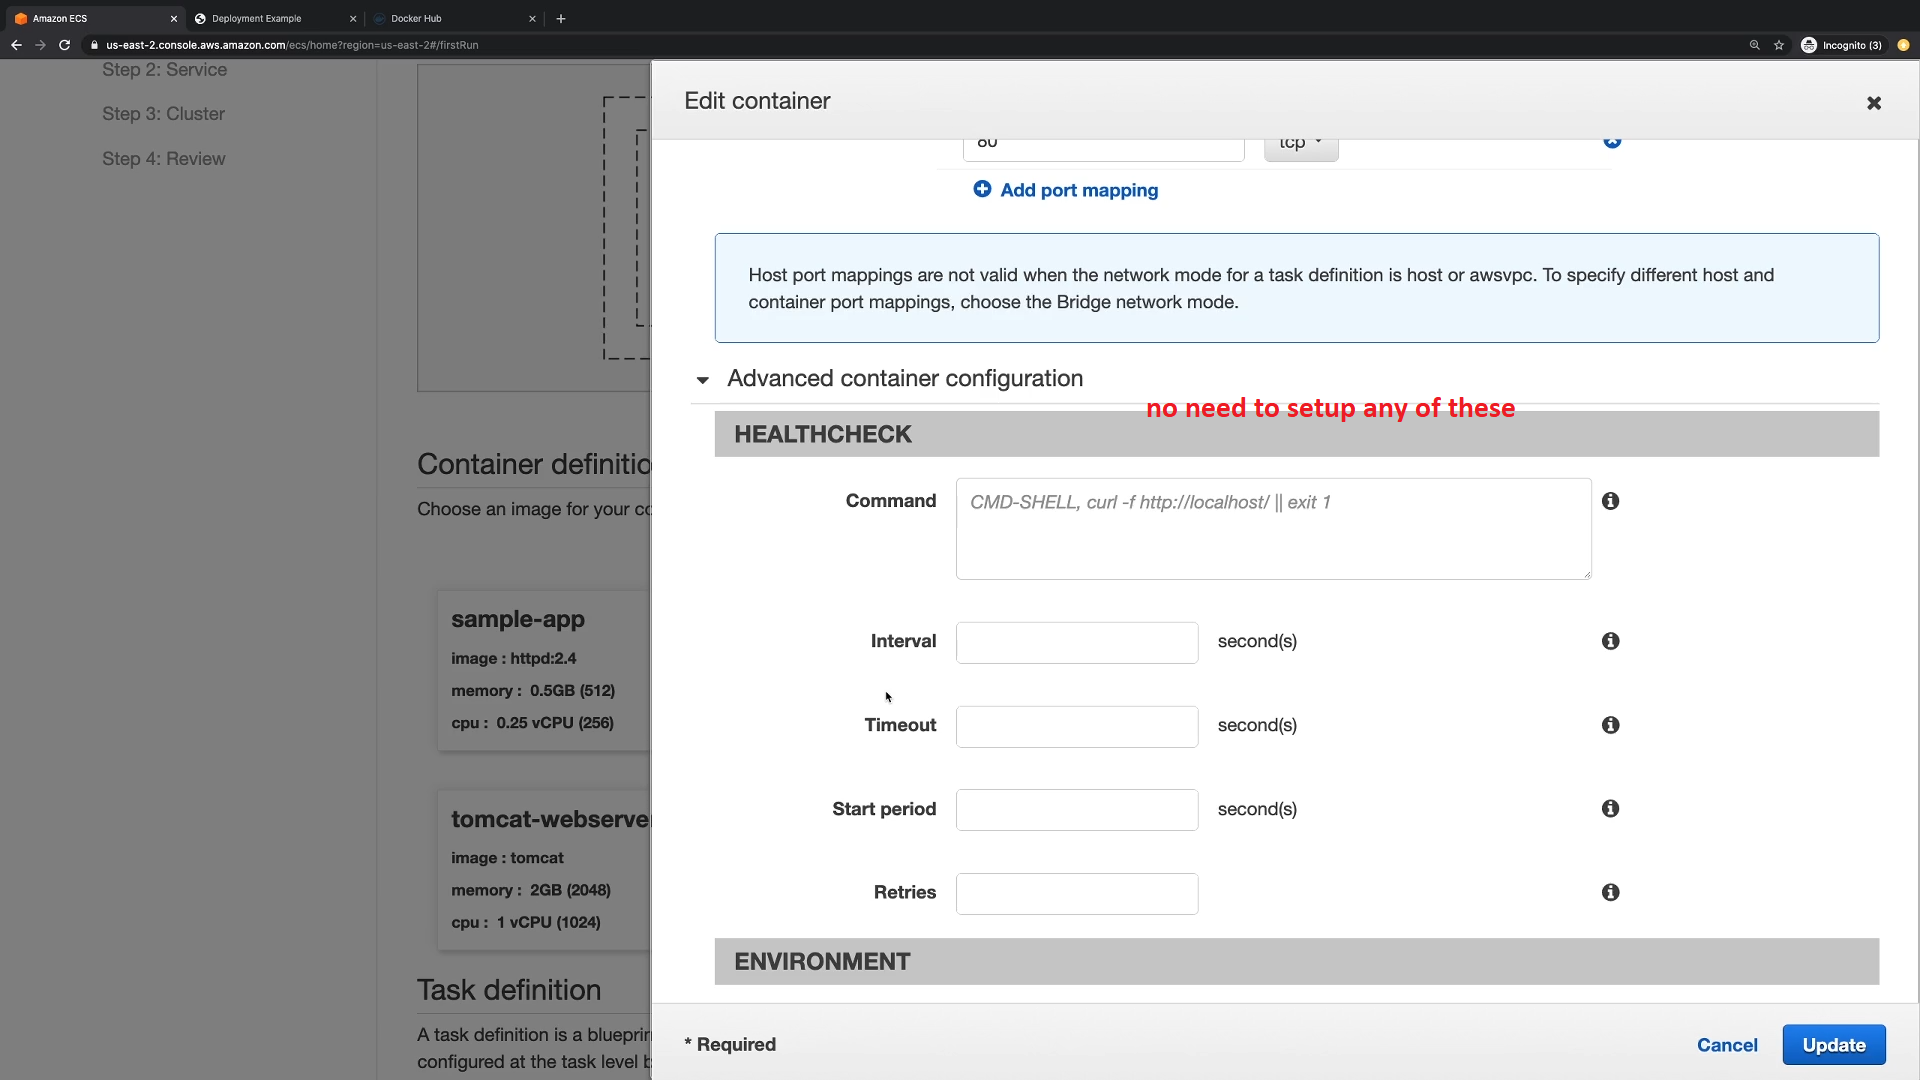 Amazon ECS
Deployment Example
Docker Hub
us-east-2.console.aws.amazon.com/ecs/home?region=us-east-2#/firstRun
Incognito (3)
Step 2: Service
Step 3: Cluster
Step 4: Review
Container definitio
Choose an image for your co
sample-app
image : httpd:2.4
memory : 0.5GB (512)
cpu : 0.25 vCPU (256)
tomcat-webserve
image : tomcat
memory : 2GB (2048)
cpu : 1 vCPU (1024)
Task definition
A task definition is a blueprin
configured at the task level b
Edit container
80 tcp
Add port mapping
Host port mappings are not valid when the network mode for a task definition is host or awsvpc. To specify different host and
container port mappings, choose the Bridge network mode.
Advanced container configuration
no need to setup any of these
HEALTHCHECK
Command CMD-SHELL, curl -f http://localhost/ || exit 1
Interval second(s)
Timeout second(s)
Start period second(s)
Retries
ENVIRONMENT
* Required
Cancel Update